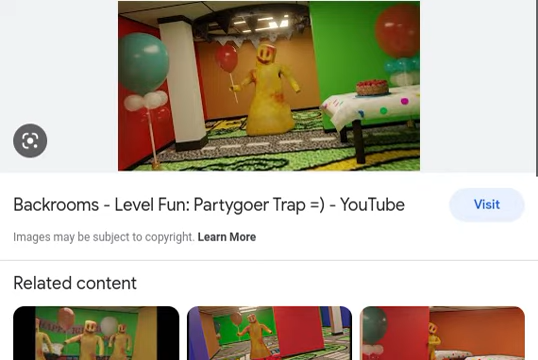 Backrooms - Level Fun: Partygoer Trap =) - YouTube
Visit
Images may be subject to copyright. Learn More
Related content